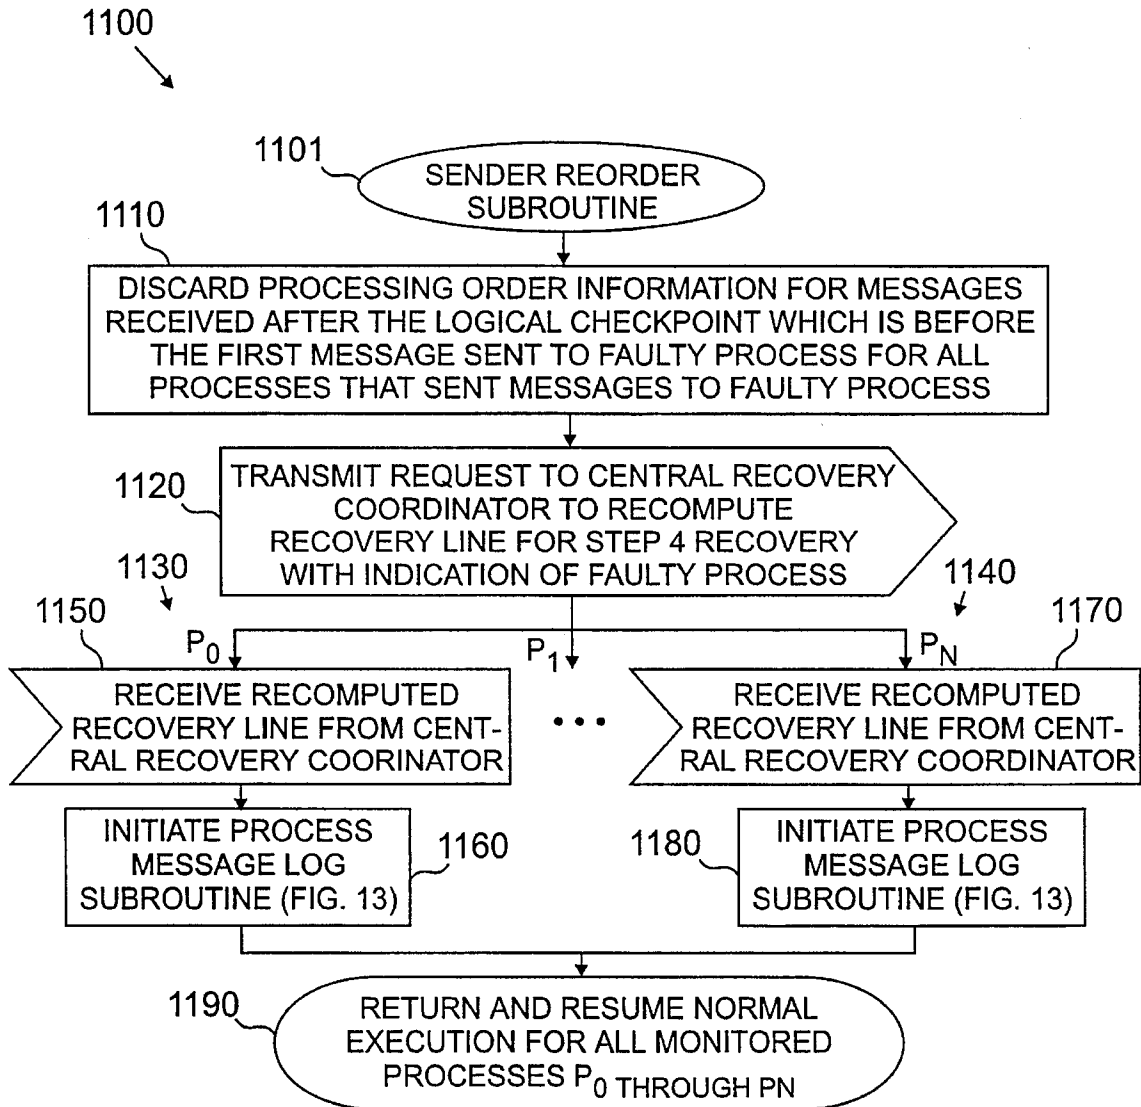 1100
1101
SENDER REORDER
SUBROUTINE
1110
DISCARD PROCESSING ORDER INFORMATION FOR MESSAGES
RECEIVED AFTER THE LOGICAL CHECKPOINT WHICH IS BEFORE
THE FIRST MESSAGE SENT TO FAULTY PROCESS FOR ALL
PROCESSES THAT SENT MESSAGES TO FAULTY PROCESS
1120
TRANSMIT REQUEST TO CENTRAL RECOVERY
COORDINATOR TO RECOMPUTE
RECOVERY LINE FOR STEP 4 RECOVERY
WITH INDICATION OF FAULTY PROCESS
1130
1140
1150
1170
P0
P1
PN
RECEIVE RECOMPUTED
RECOVERY LINE FROM CENT-
RAL RECOVERY COORINATOR
• • •
RECEIVE RECOMPUTED
RECOVERY LINE FROM CENT-
RAL RECOVERY COORDINATOR
INITIATE PROCESS
MESSAGE LOG
SUBROUTINE (FIG. 13)
1160
1180
INITIATE PROCESS
MESSAGE LOG
SUBROUTINE (FIG. 13)
1190
RETURN AND RESUME NORMAL
EXECUTION FOR ALL MONITORED
PROCESSES P0 THROUGH PN